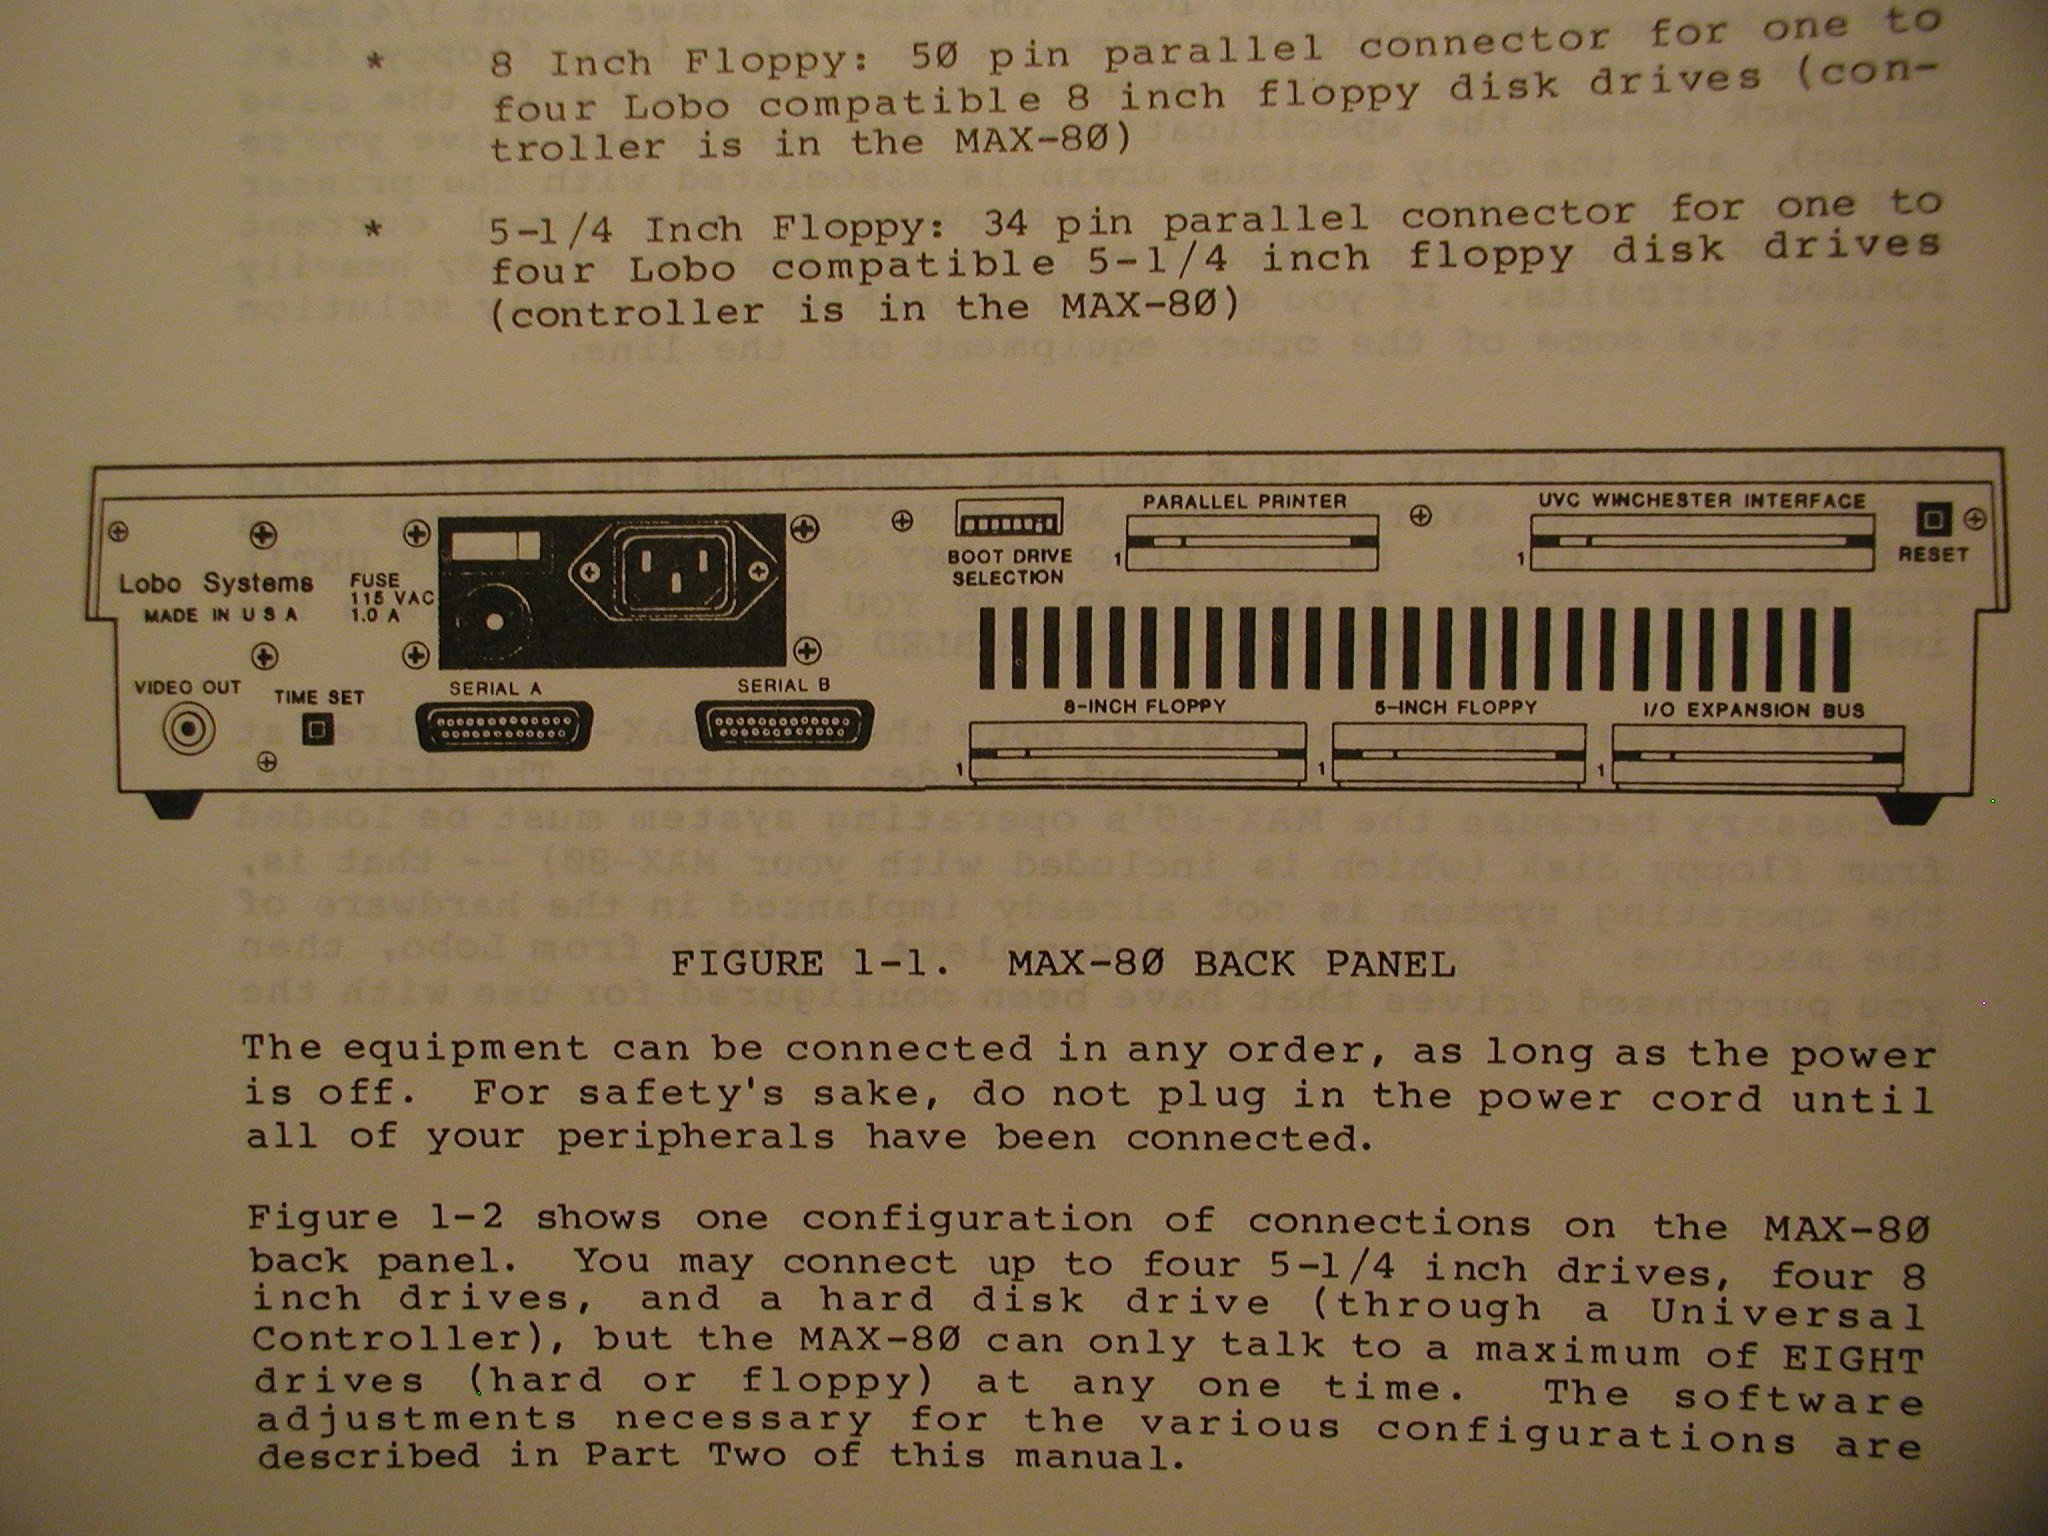 * 8 Inch Floppy: 5Ø pin parallel connector for one to
four Lobo compatible 8 inch floppy disk drives (con-
troller is in the MAX-8Ø)
* 5-1/4 Inch Floppy: 34 pin parallel connector for one to
four Lobo compatible 5-1/4 inch floppy disk drives
(controller is in the MAX-8Ø)
PARALLEL PRINTER
UVC WINCHESTER INTERFACE
BOOT DRIVE
SELECTION
1
1
RESET
Lobo Systems
MADE IN U S A
FUSE
115 VAC
1.0 A
VIDEO OUT
TIME SET
SERIAL A
SERIAL B
8-INCH FLOPPY
5-INCH FLOPPY
I/O EXPANSION BUS
1
1
1
FIGURE 1-1. MAX-8Ø BACK PANEL
The equipment can be connected in any order, as long as the power
is off. For safety's sake, do not plug in the power cord until
all of your peripherals have been connected.
Figure 1-2 shows one configuration of connections on the MAX-8Ø
back panel. You may connect up to four 5-1/4 inch drives, four 8
inch drives, and a hard disk drive (through a Universal
Controller), but the MAX-8Ø can only talk to a maximum of EIGHT
drives (hard or floppy) at any one time. The software
adjustments necessary for the various configurations are
described in Part Two of this manual.